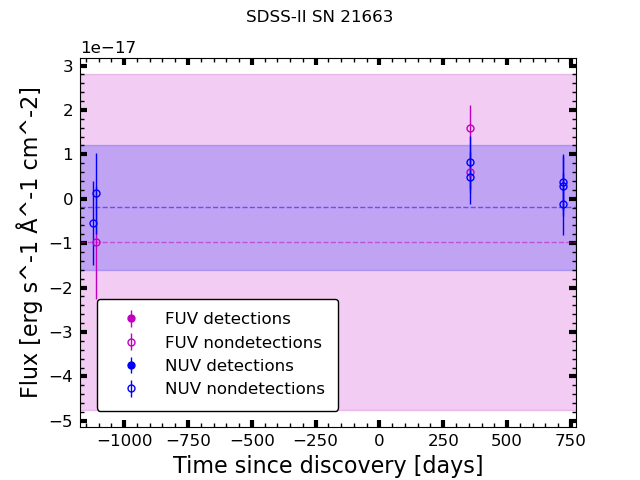 SDSS-II SN 21663
1e−17
3
2
1
0
−1
−2
−3
−4
−5
Flux [erg s^-1 Å^-1 cm^-2]
FUV detections
FUV nondetections
NUV detections
NUV nondetections
−1000 −750 −500 −250 0 250 500 750
Time since discovery [days]